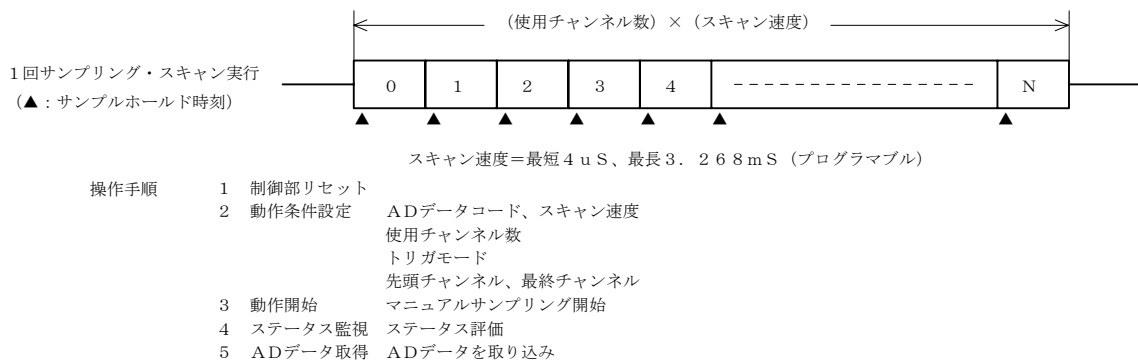 （使用チャンネル数）×（スキャン速度）
１回サンプリング・スキャン実行
（▲：サンプルホールド時刻）
０ １ ２ ３ ４ Ｎ
スキャン速度＝最短４ｕＳ、最長３．２６８ｍＳ（プログラマブル）
操作手順 １ 制御部リセット
２ 動作条件設定 ＡＤデータコード、スキャン速度
使用チャンネル数
トリガモード
先頭チャンネル、最終チャンネル
３ 動作開始 マニュアルサンプリング開始
４ ステータス監視 ステータス評価
５ ＡＤデータ取得 ＡＤデータを取り込み